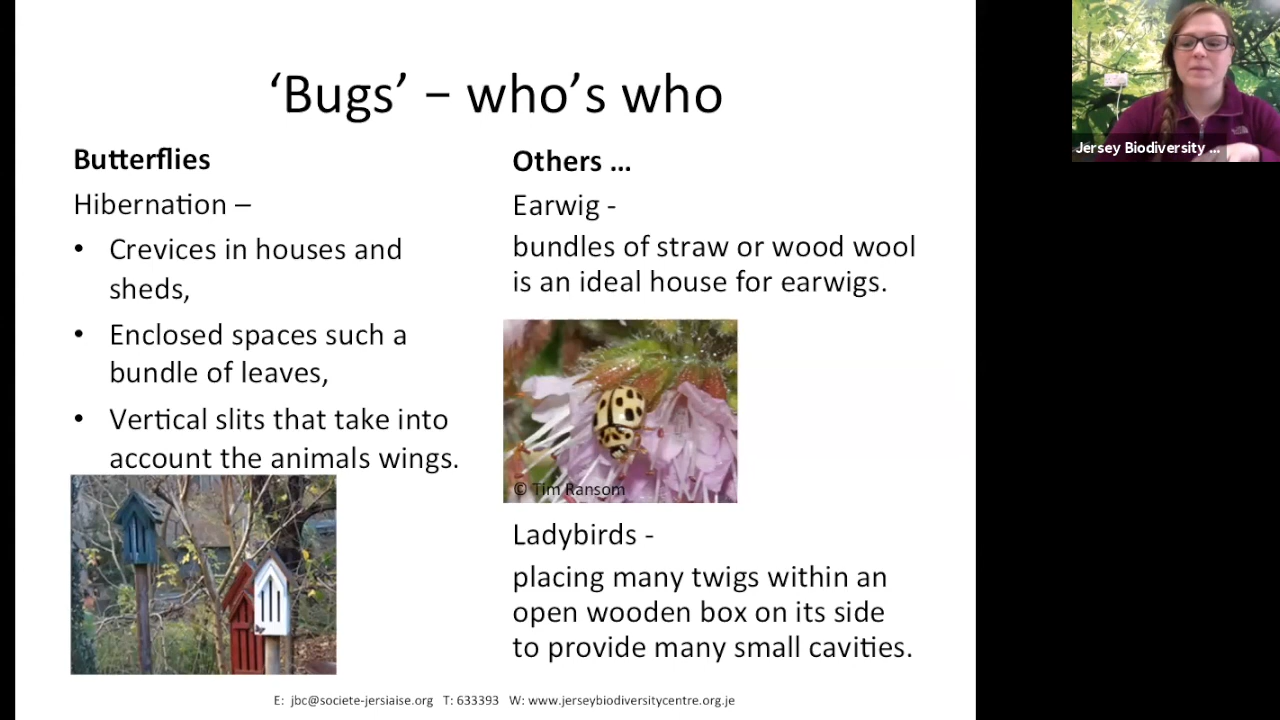 ‘Bugs’ – who’s who
Butterflies
Hibernation –
• Crevices in houses and
sheds,
• Enclosed spaces such a
bundle of leaves,
• Vertical slits that take into
account the animals wings.
Others ...
Earwig -
bundles of straw or wood wool
is an ideal house for earwigs.
© Tim Ransom
Ladybirds -
placing many twigs within an
open wooden box on its side
to provide many small cavities.
E: jbc@societe-jersiaise.org T: 633393 W: www.jerseybiodiversitycentre.org.je
Jersey Biodiversity ...